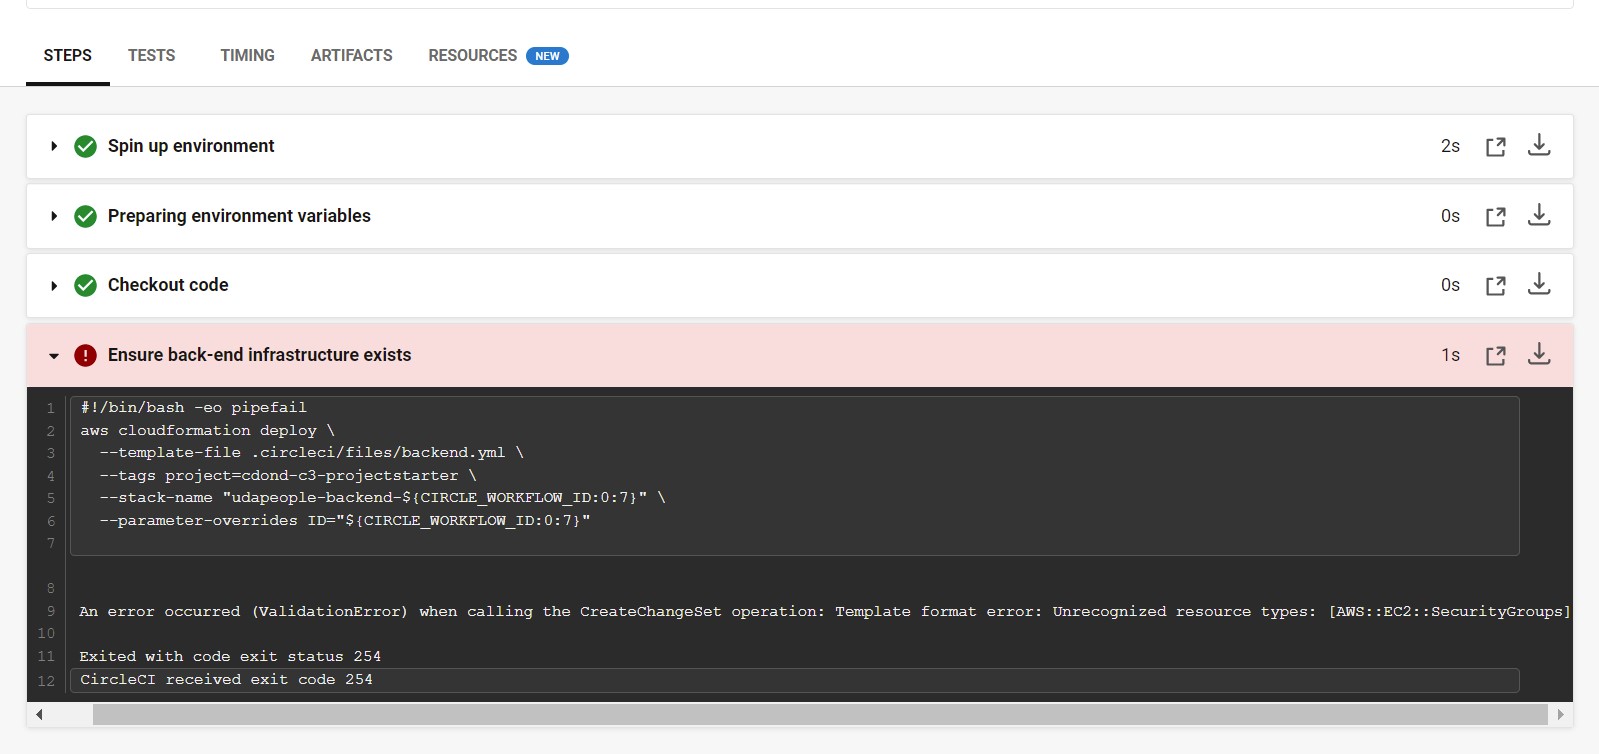 STEPS TESTS TIMING ARTIFACTS RESOURCES NEW
Spin up environment 2s
Preparing environment variables 0s
Checkout code 0s
Ensure back-end infrastructure exists 1s
1 #!/bin/bash -eo pipefail
2 aws cloudformation deploy \
3 --template-file .circleci/files/backend.yml \
4 --tags project=cdond-c3-projectstarter \
5 --stack-name "udapeople-backend-${CIRCLE_WORKFLOW_ID:0:7}" \
6 --parameter-overrides ID="${CIRCLE_WORKFLOW_ID:0:7}"
7
8
9 An error occurred (ValidationError) when calling the CreateChangeSet operation: Template format error: Unrecognized resource types: [AWS::EC2::SecurityGroups]
10
11 Exited with code exit status 254
12 CircleCI received exit code 254